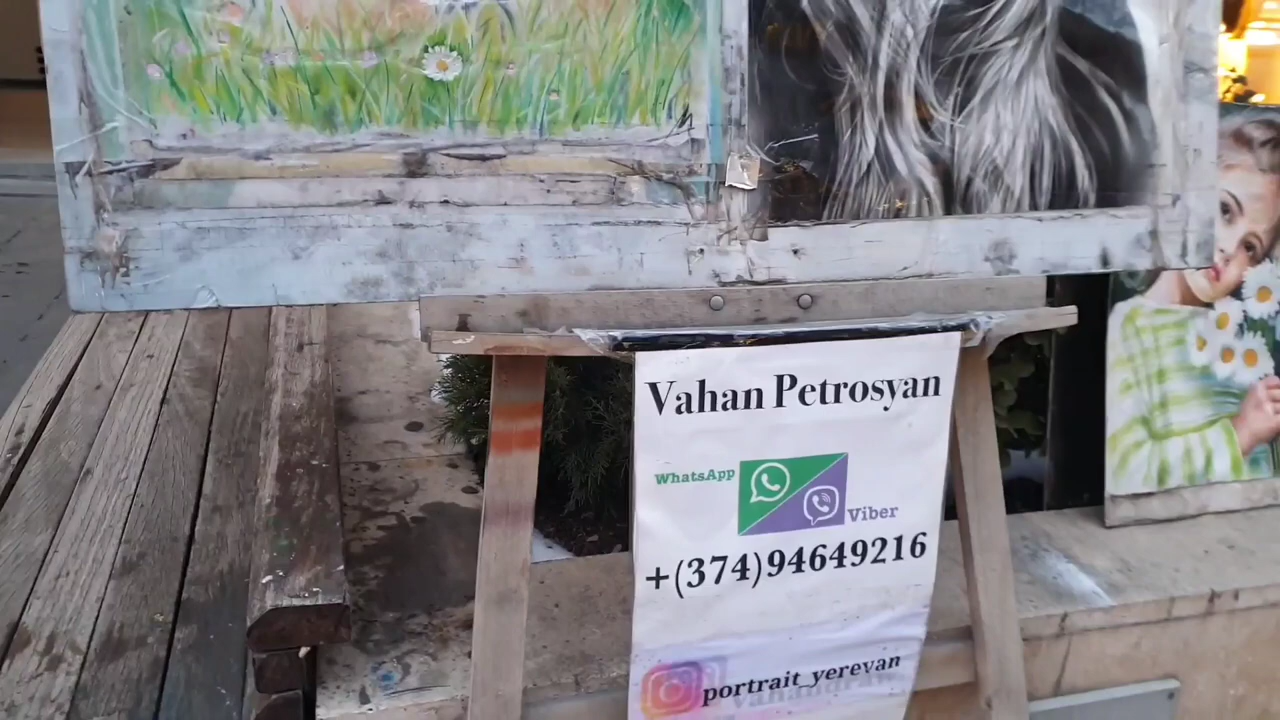 Vahan Petrosyan
WhatsApp
Viber
+(374)94649216
portrait_yerevan